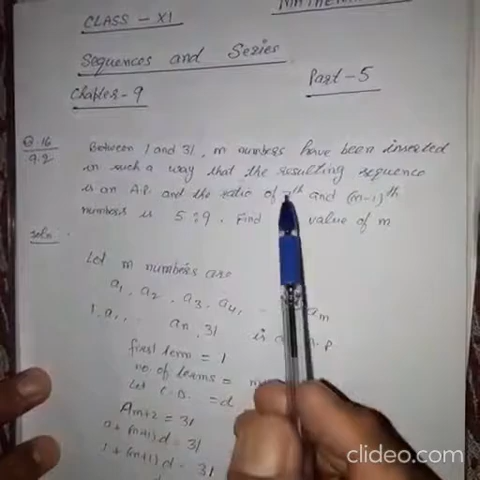 CLASS - XI
Sequences and Series
Chapter-9
Part-5
Q.16
9.2
Between 1 and 31, m numbers have been inserted
in such a way that the resulting sequence
is an A.P and the ratio of 7th and (m-1)th
numbers is 5:9. Find value of m
soln
Let m numbers are
a1, a2, a3, a4, am
1, a1, an, 31 is A.P.
first term = 1
no. of terms = m
Let C.D. = d
Am+2 = 31
a + (m+1)d = 31
1 + (m+1)d = 31
clideo.com